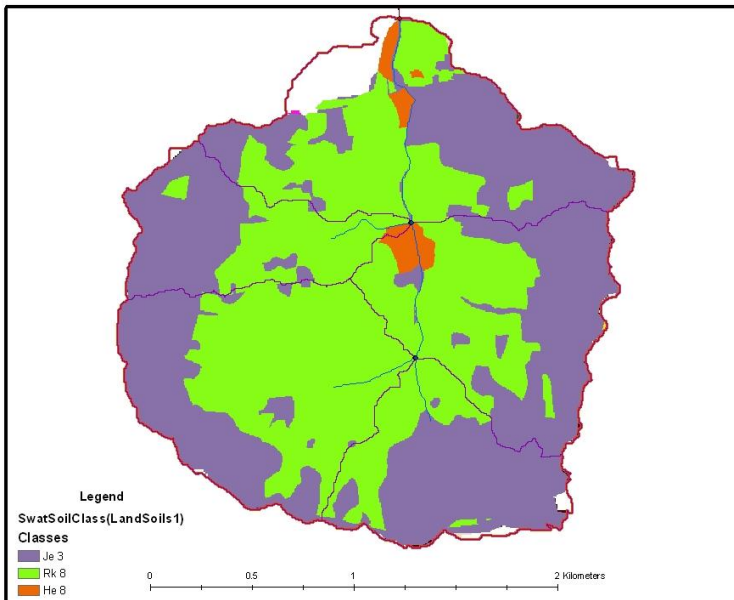 Legend
SwatSoilClass(LandSoils1)
Classes
Je 3
Rk 8
He 8
0 0.5 1 2 Kilometers